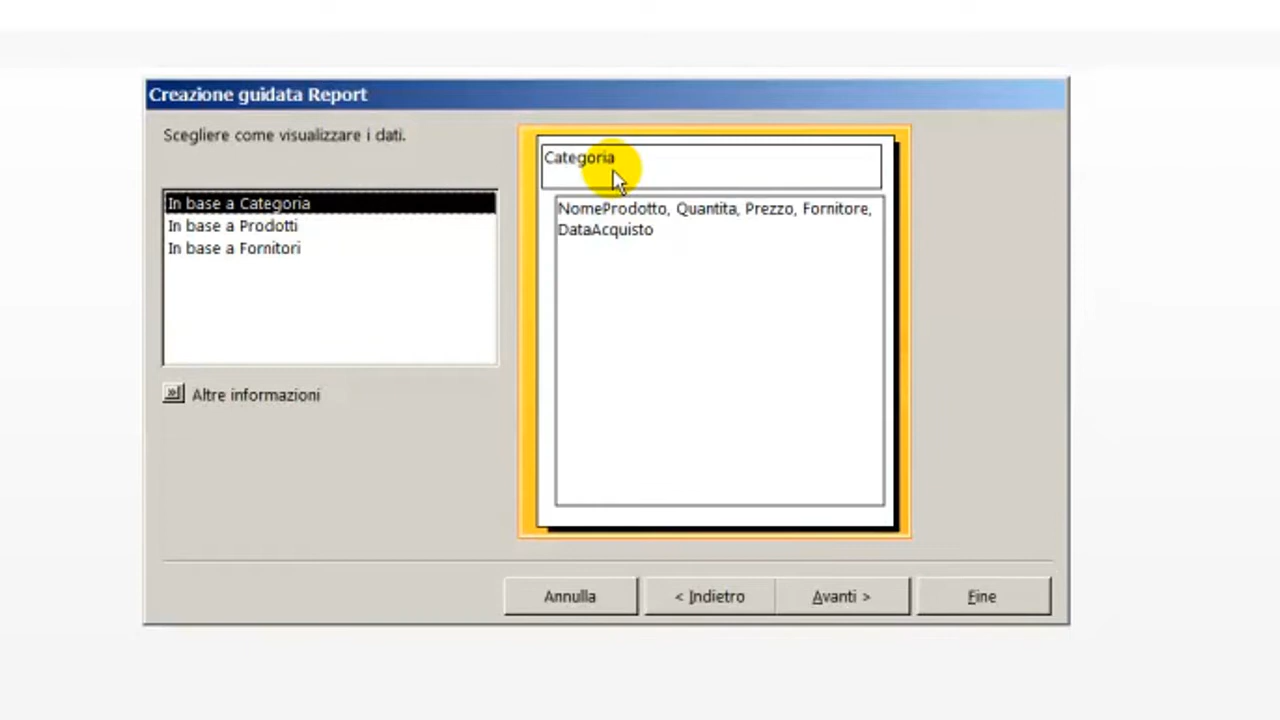 Creazione guidata Report
Scegliere come visualizzare i dati.
In base a Categoria
In base a Prodotti
In base a Fornitori
Altre informazioni
Categoria
NomeProdotto, Quantita, Prezzo, Fornitore,
DataAcquisto
Annulla
< Indietro
Avanti >
Fine